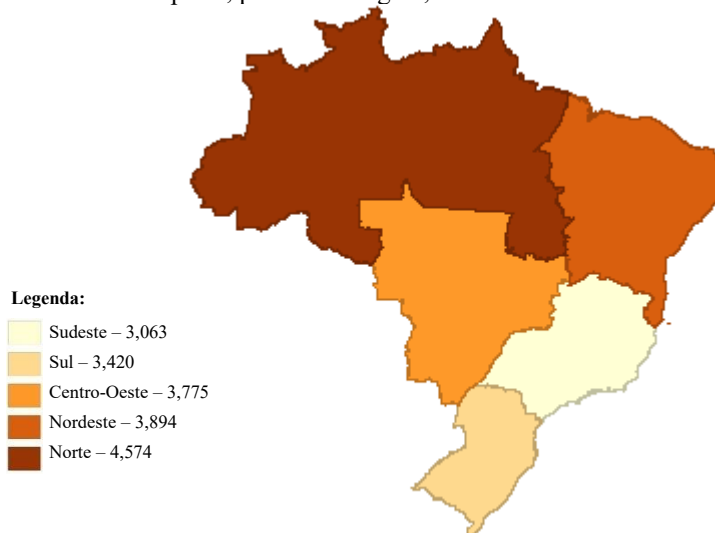 Legenda:
Sudeste – 3,063
Sul – 3,420
Centro-Oeste – 3,775
Nordeste – 3,894
Norte – 4,574